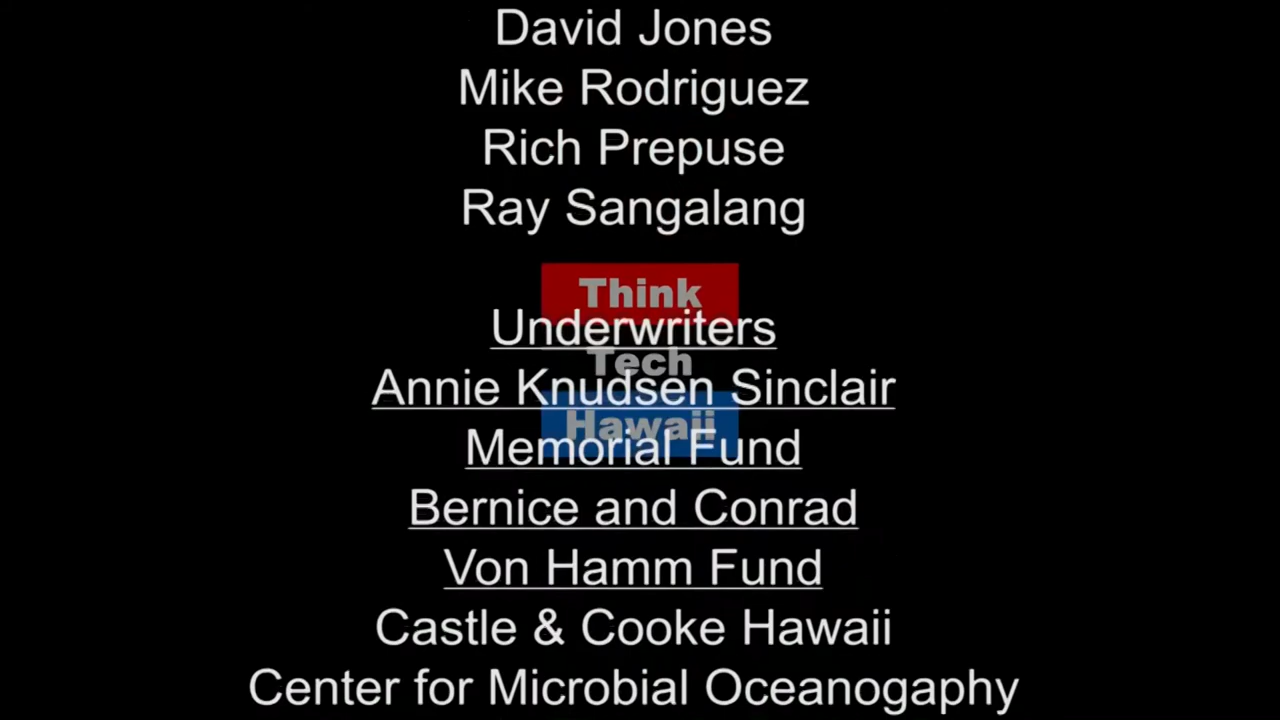 David Jones
Mike Rodriguez
Rich Prepuse
Ray Sangalang
Think
Underwriters
Tech
Annie Knudsen Sinclair
Hawaii
Memorial Fund
Bernice and Conrad
Von Hamm Fund
Castle & Cooke Hawaii
Center for Microbial Oceanogaphy